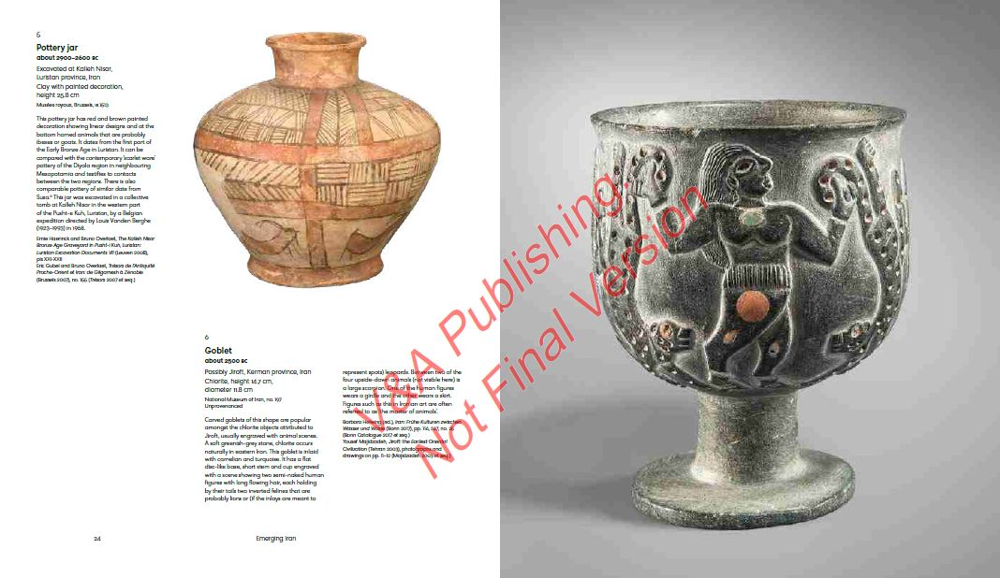 5
Pottery jar
about 2900–2600 BC
Excavated at Kalleh Nisar,
Luristan province, Iran
Clay with painted decoration,
height 25.8 cm
Musées royaux, Brussels,
This pottery jar has red and brown painted
decoration showing linear designs and at the
bottom horned animals that are probably
ibexes or goats. It dates from the first part of
the Early Bronze Age in Luristan. It can be
compared with the contemporary 'scarlet ware'
pottery of the Diyala region in neighbouring
Mesopotamia and testifies to contacts
between the two regions. There is also
comparable pottery of similar date from
Susa. This jar was excavated in a collective
tomb at Kalleh Nisar in the western part
of the Pusht-e Kuh, Luristan, by a Belgian
expedition directed by Louis Vanden Berghe
(1923–1993) in 1968.
Ernie Haerinck and Bruno Overlaet, The Kalleh Nisar
Bronze Age Graveyard in Pusht-i Kuh, Luristan:
Luristan Excavation Documents VII (Leuven 2008),
pls XXI-XXII
Eric Gubel and Bruno Overlaet, Trésors de l'Antiquité
Proche-Orient et Iran: de Gilgamesh à Zénobie
(Brussels 2007), no. 155 (Trésors 2007 et seq.)
6
Goblet
about 2500 BC
Possibly Jiroft, Kerman province, Iran
Chlorite, height 14.7 cm,
diameter 11.8 cm
National Museum of Iran, no. 197
Unprovenanced
Carved goblets of this shape are popular
amongst the chlorite objects attributed to
Jiroft, usually engraved with animal scenes.
A soft greenish-grey stone, chlorite occurs
naturally in eastern Iran. This goblet is inlaid
with carnelian and turquoise. It has a flat
disc-like base, short stem and cup engraved
with a scene showing two semi-naked human
figures with long flowing hair, each holding
by their tails two inverted felines that are
probably lions or (if the inlays are meant to
represent spots) leopards. Between two of the
four upside-down animals (not visible here) is
a large scorpion. One of the human figures
wears a girdle and the other wears a skirt.
Figures such as this in Iranian art are often
referred to as 'the master of animals'.
Barbara Helwing (ed.), Iran: Frühe Kulturen zwischen
Wasser und Wüste (Bonn 2017), pp. 116, 247, no.
(Bonn Catalogue 2017 et seq.)
Yousef Majidzadeh, Jiroft: the Earliest Oriental
Civilization (Tehran 2003), photographs and
drawings on pp. 11–12 (Majidzadeh 2003 et seq.)
24
Emerging Iran
V&A Publishing.
Not Final Version